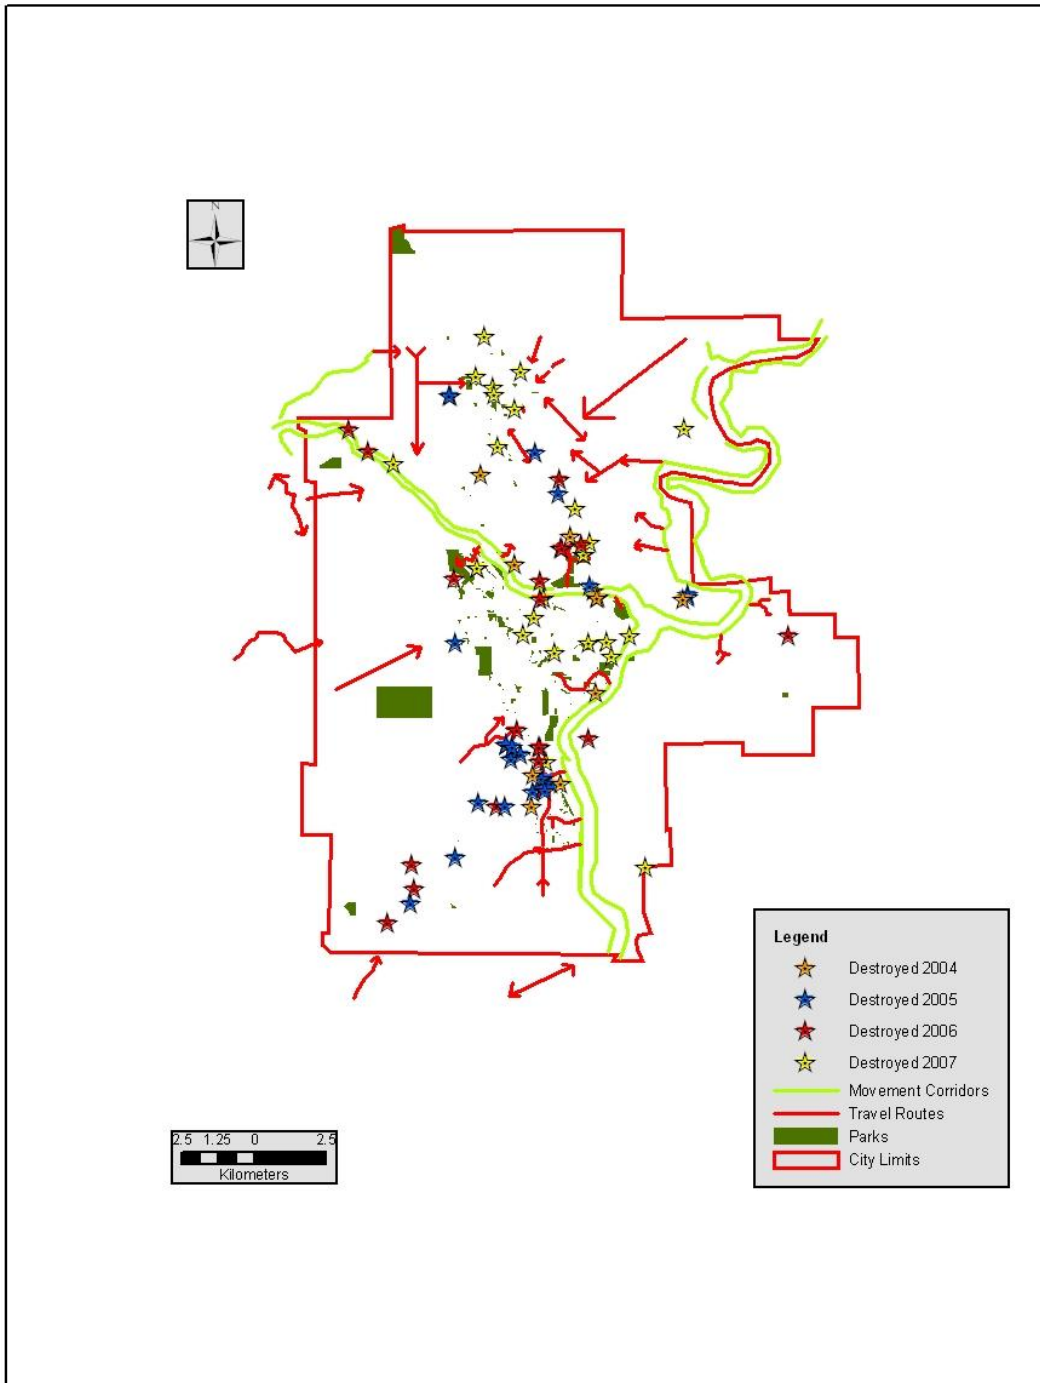 N
Legend
Destroyed 2004
Destroyed 2005
Destroyed 2006
Destroyed 2007
Movement Corridors
Travel Routes
Parks
City Limits
2.5 1.25 0 2.5
Kilometers